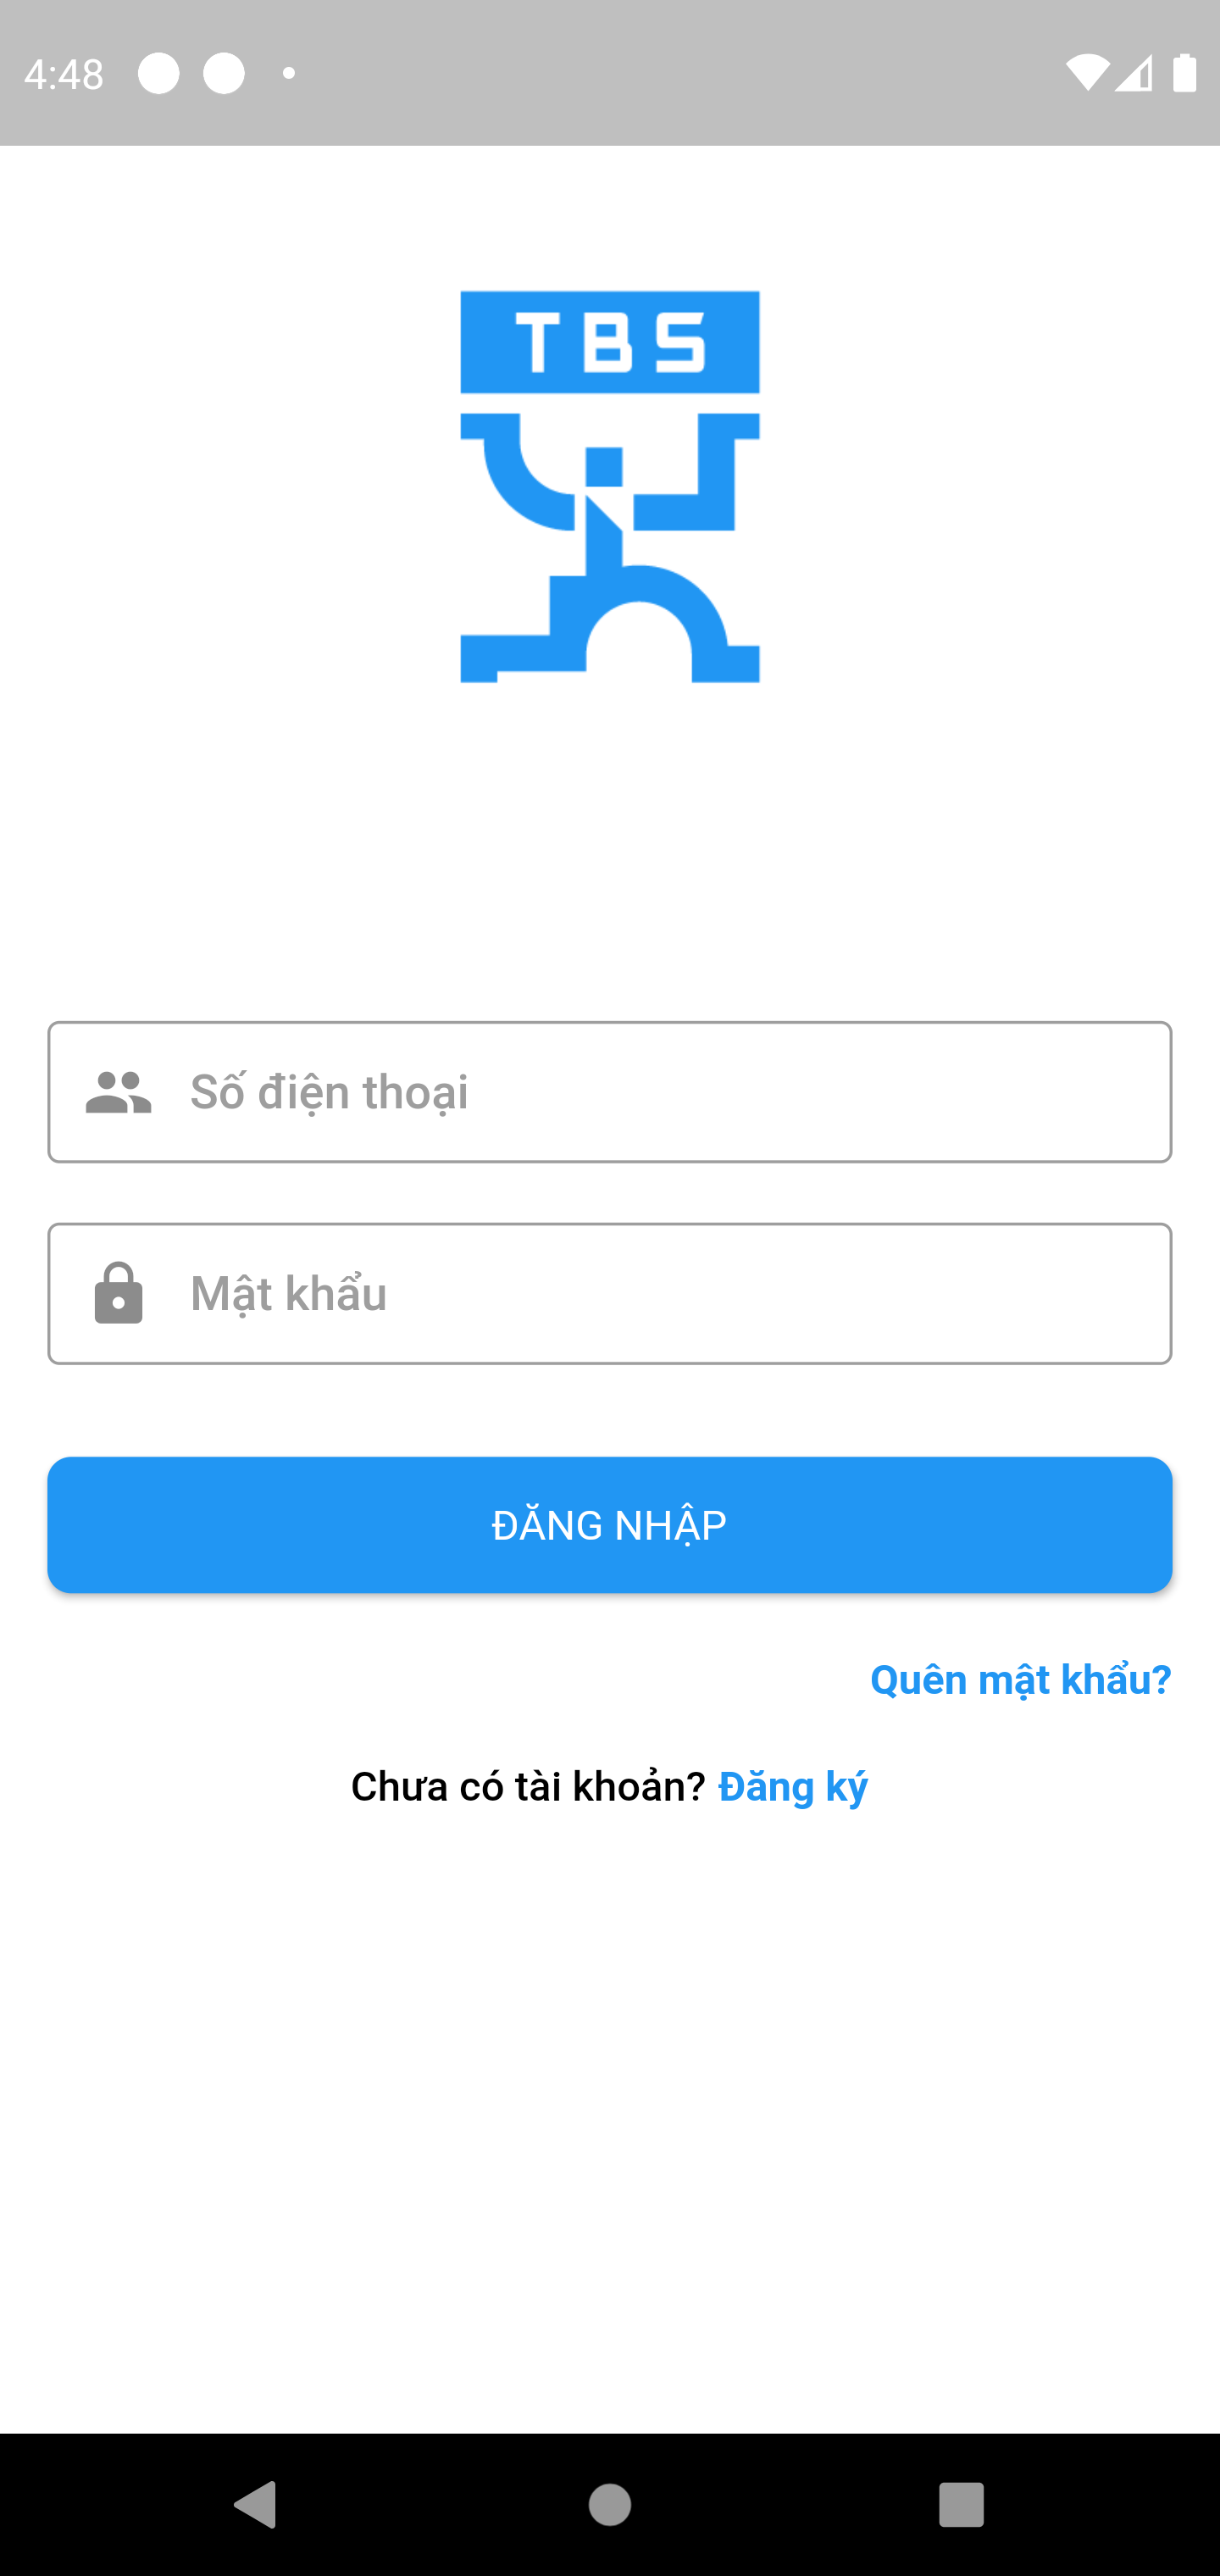 4:48
TBS
Số điện thoại
Mật khẩu
ĐĂNG NHẬP
Quên mật khẩu?
Chưa có tài khoản? Đăng ký